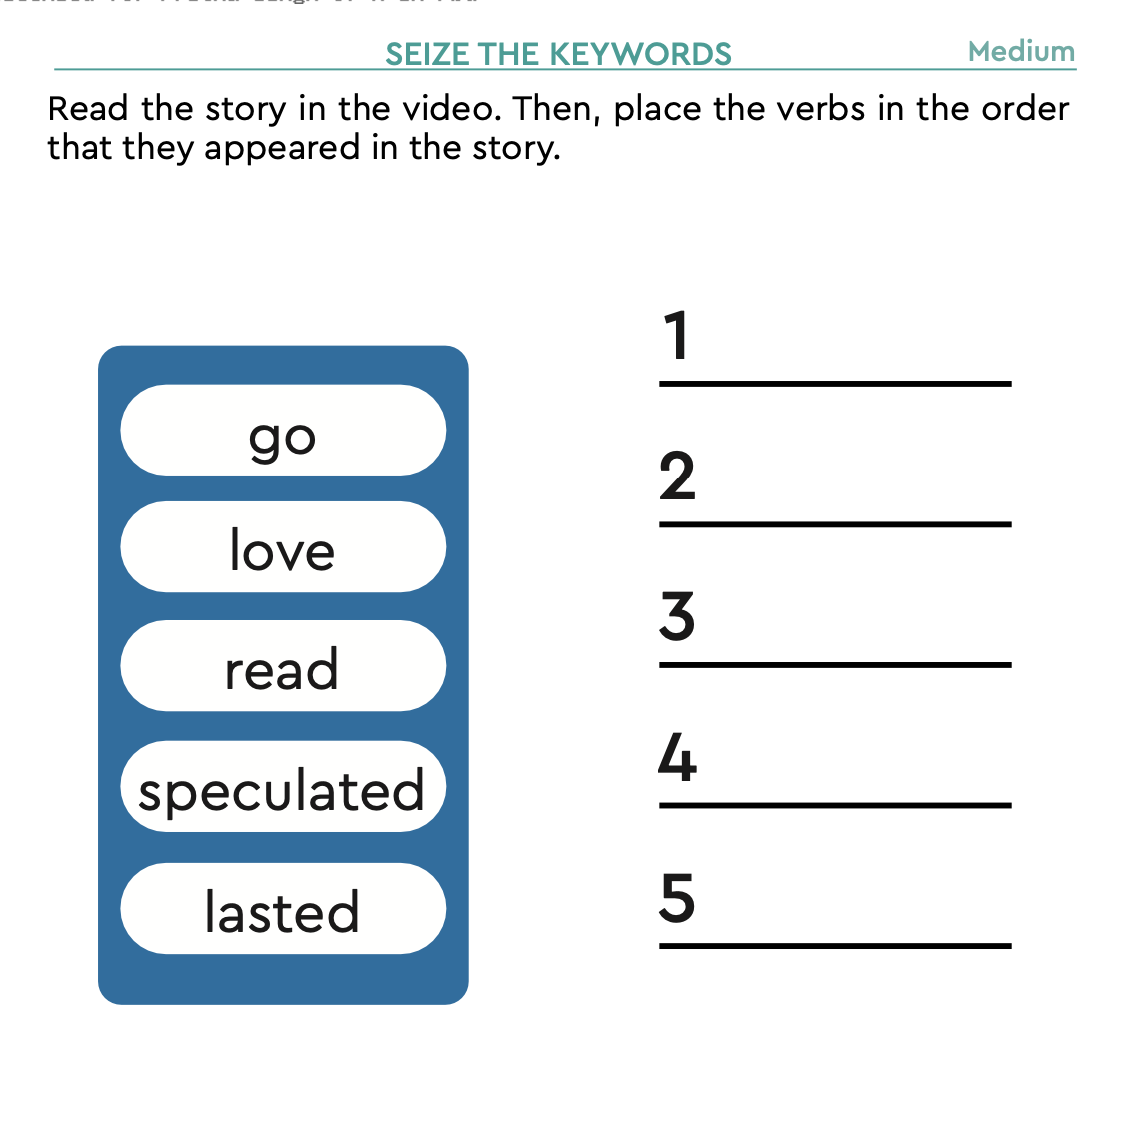 SEIZE THE KEYWORDS
Medium
Read the story in the video. Then, place the verbs in the order
that they appeared in the story.
go
love
read
speculated
lasted
1
2
3
4
5